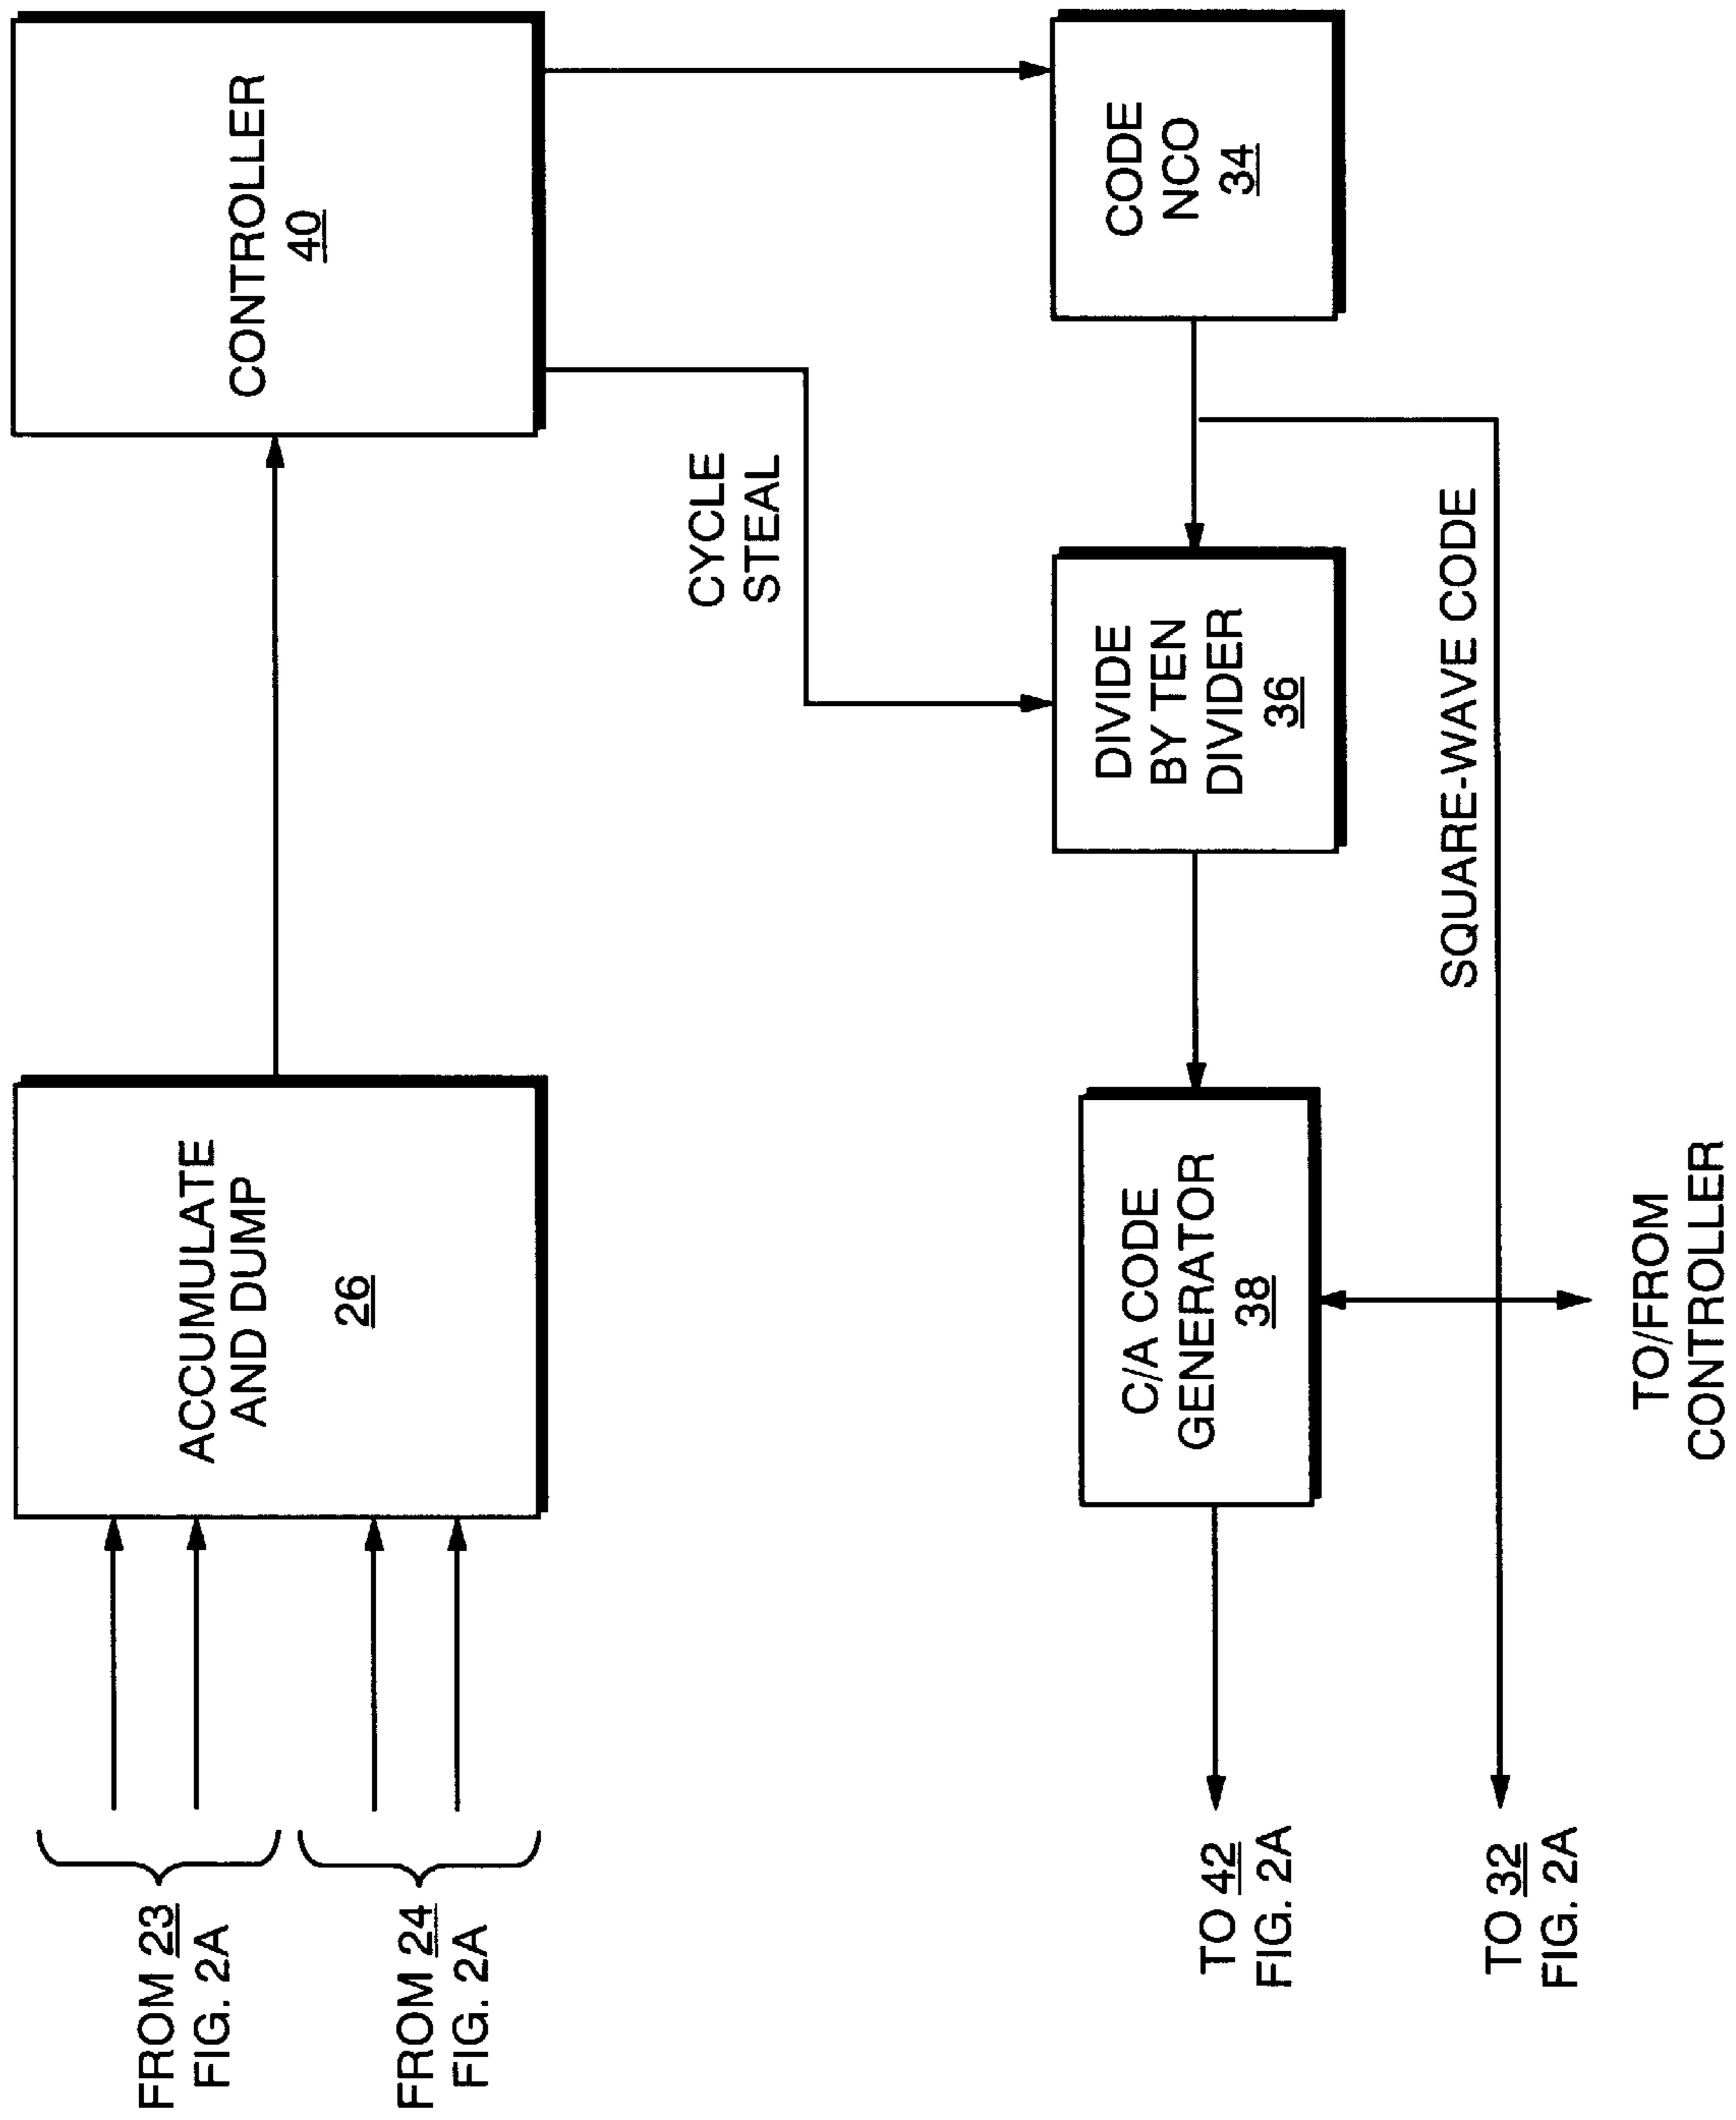 FROM 23
FIG. 2A
FROM 24
FIG. 2A
ACCUMULATE
AND DUMP
26
CONTROLLER
40
CYCLE
STEAL
CODE
NCO
34
DIVIDE
BY TEN
DIVIDER
36
C/A CODE
GENERATOR
38
SQUARE-WAVE CODE
TO 42
FIG. 2A
TO 32
FIG. 2A
TO/FROM
CONTROLLER